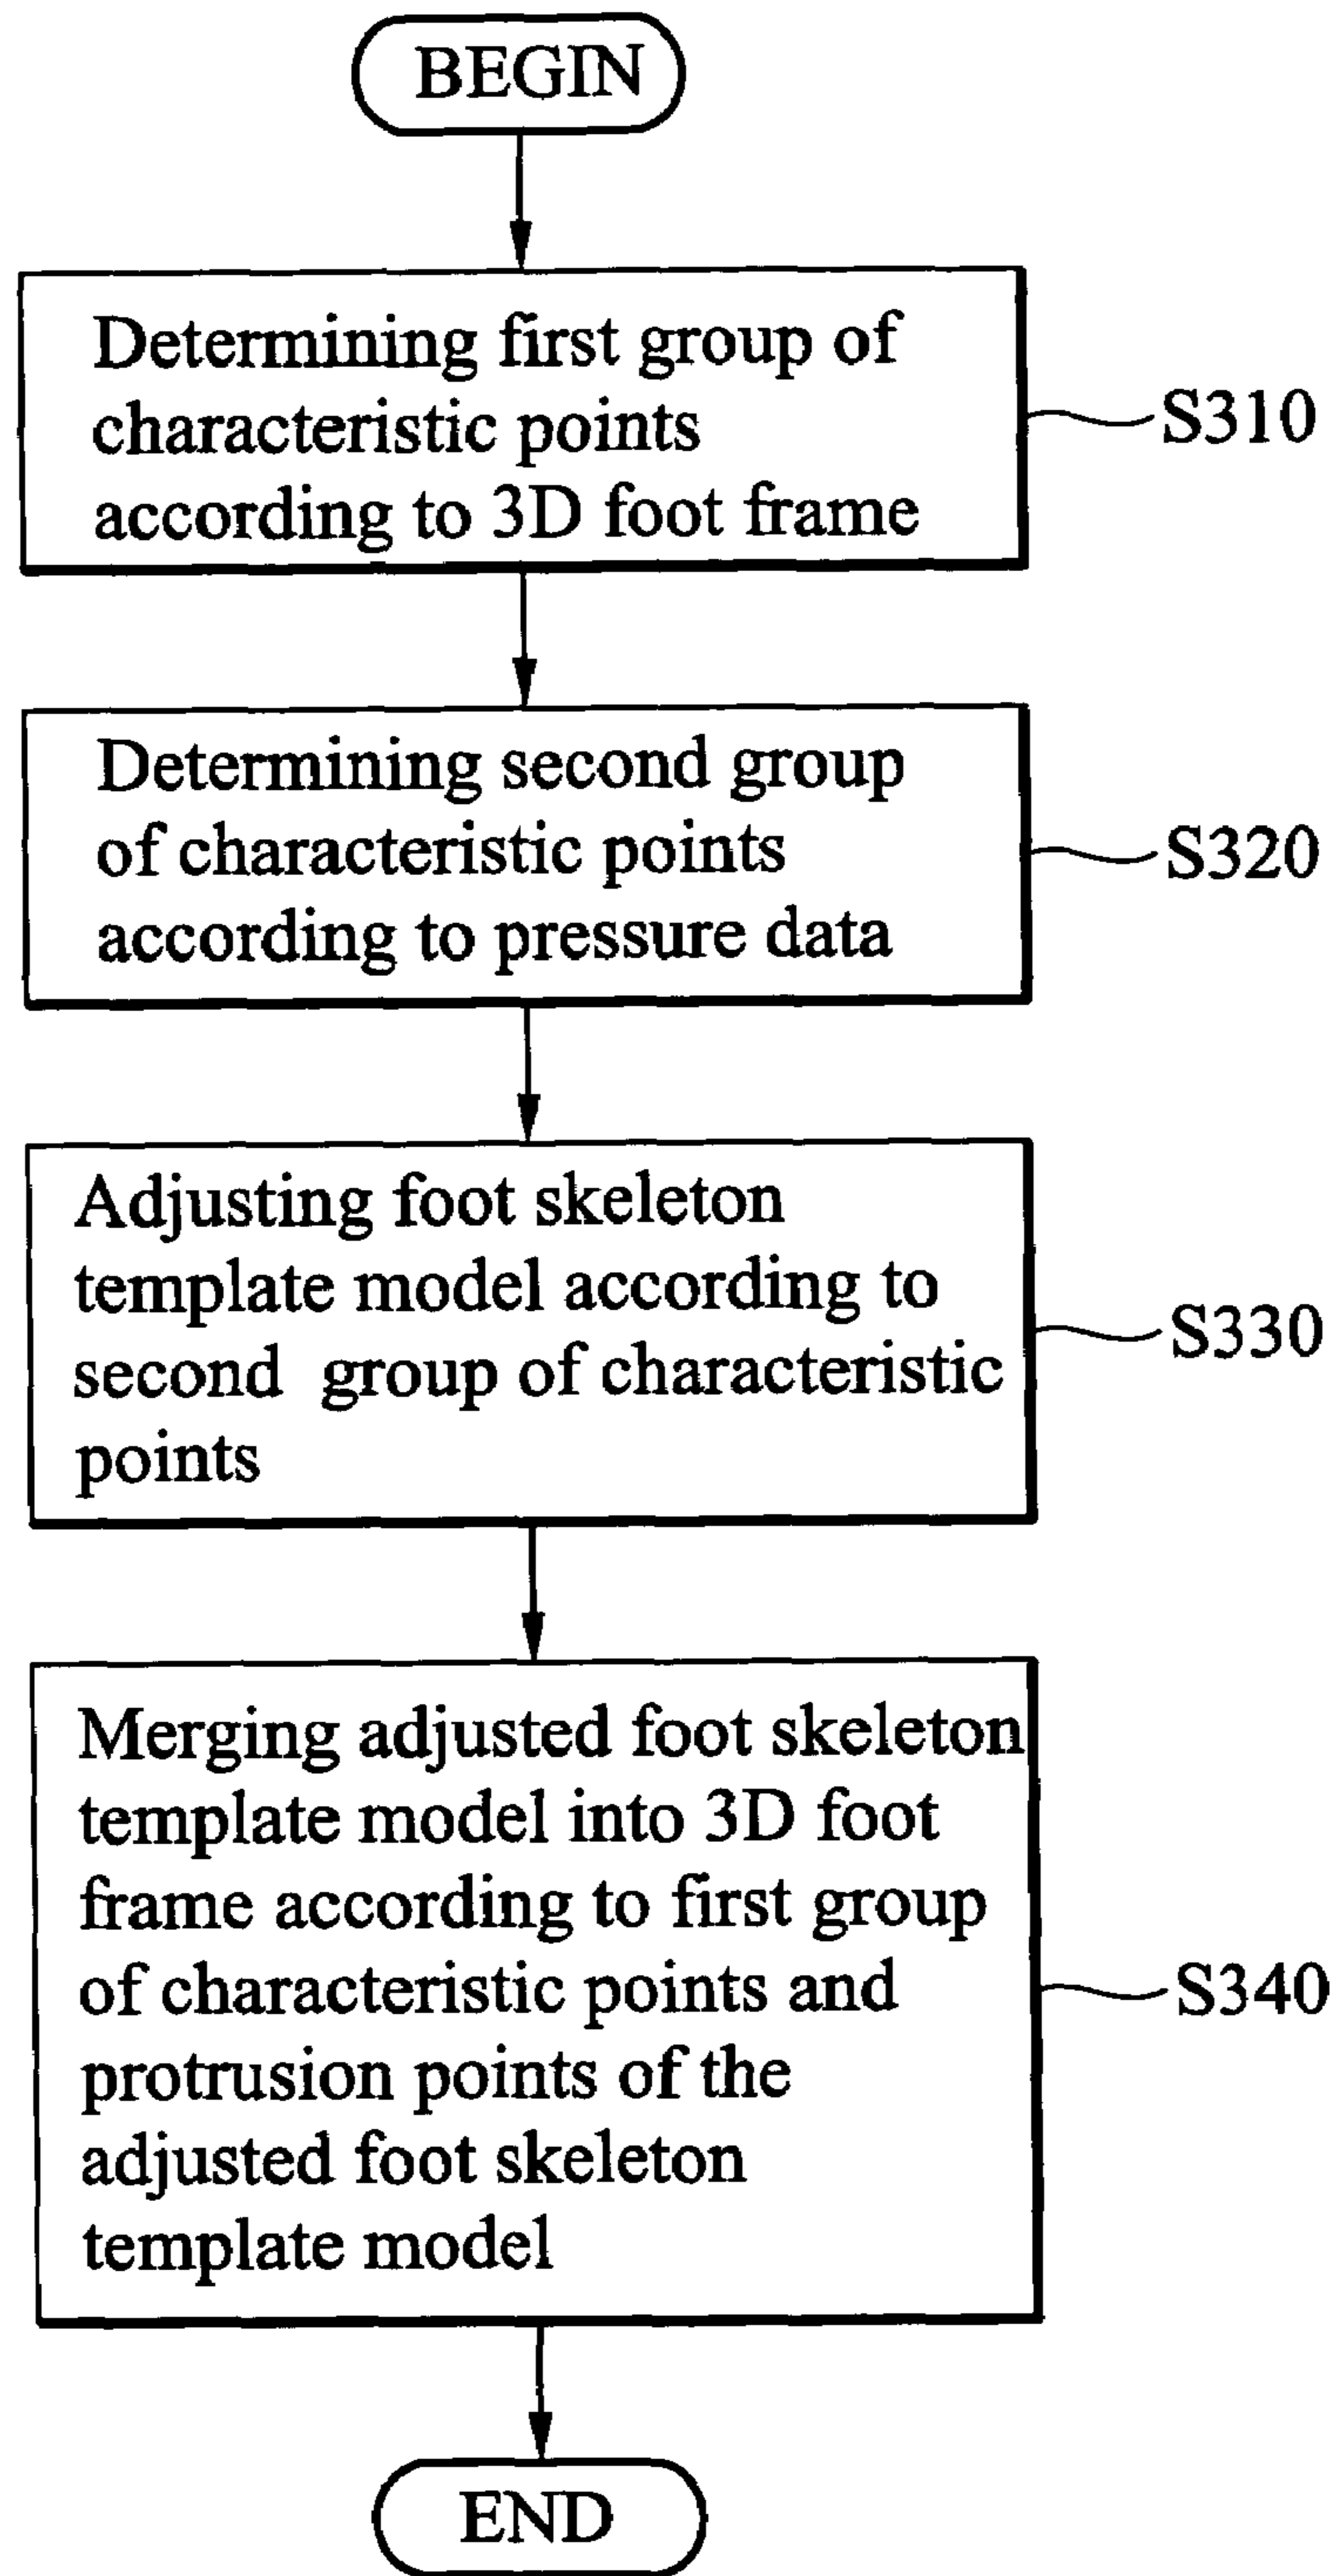 BEGIN
Determining first group of
characteristic points
according to 3D foot frame
S310
Determining second group
of characteristic points
according to pressure data
S320
Adjusting foot skeleton
template model according to
second group of characteristic
points
S330
Merging adjusted foot skeleton
template model into 3D foot
frame according to first group
of characteristic points and
protrusion points of the
adjusted foot skeleton
template model
S340
END